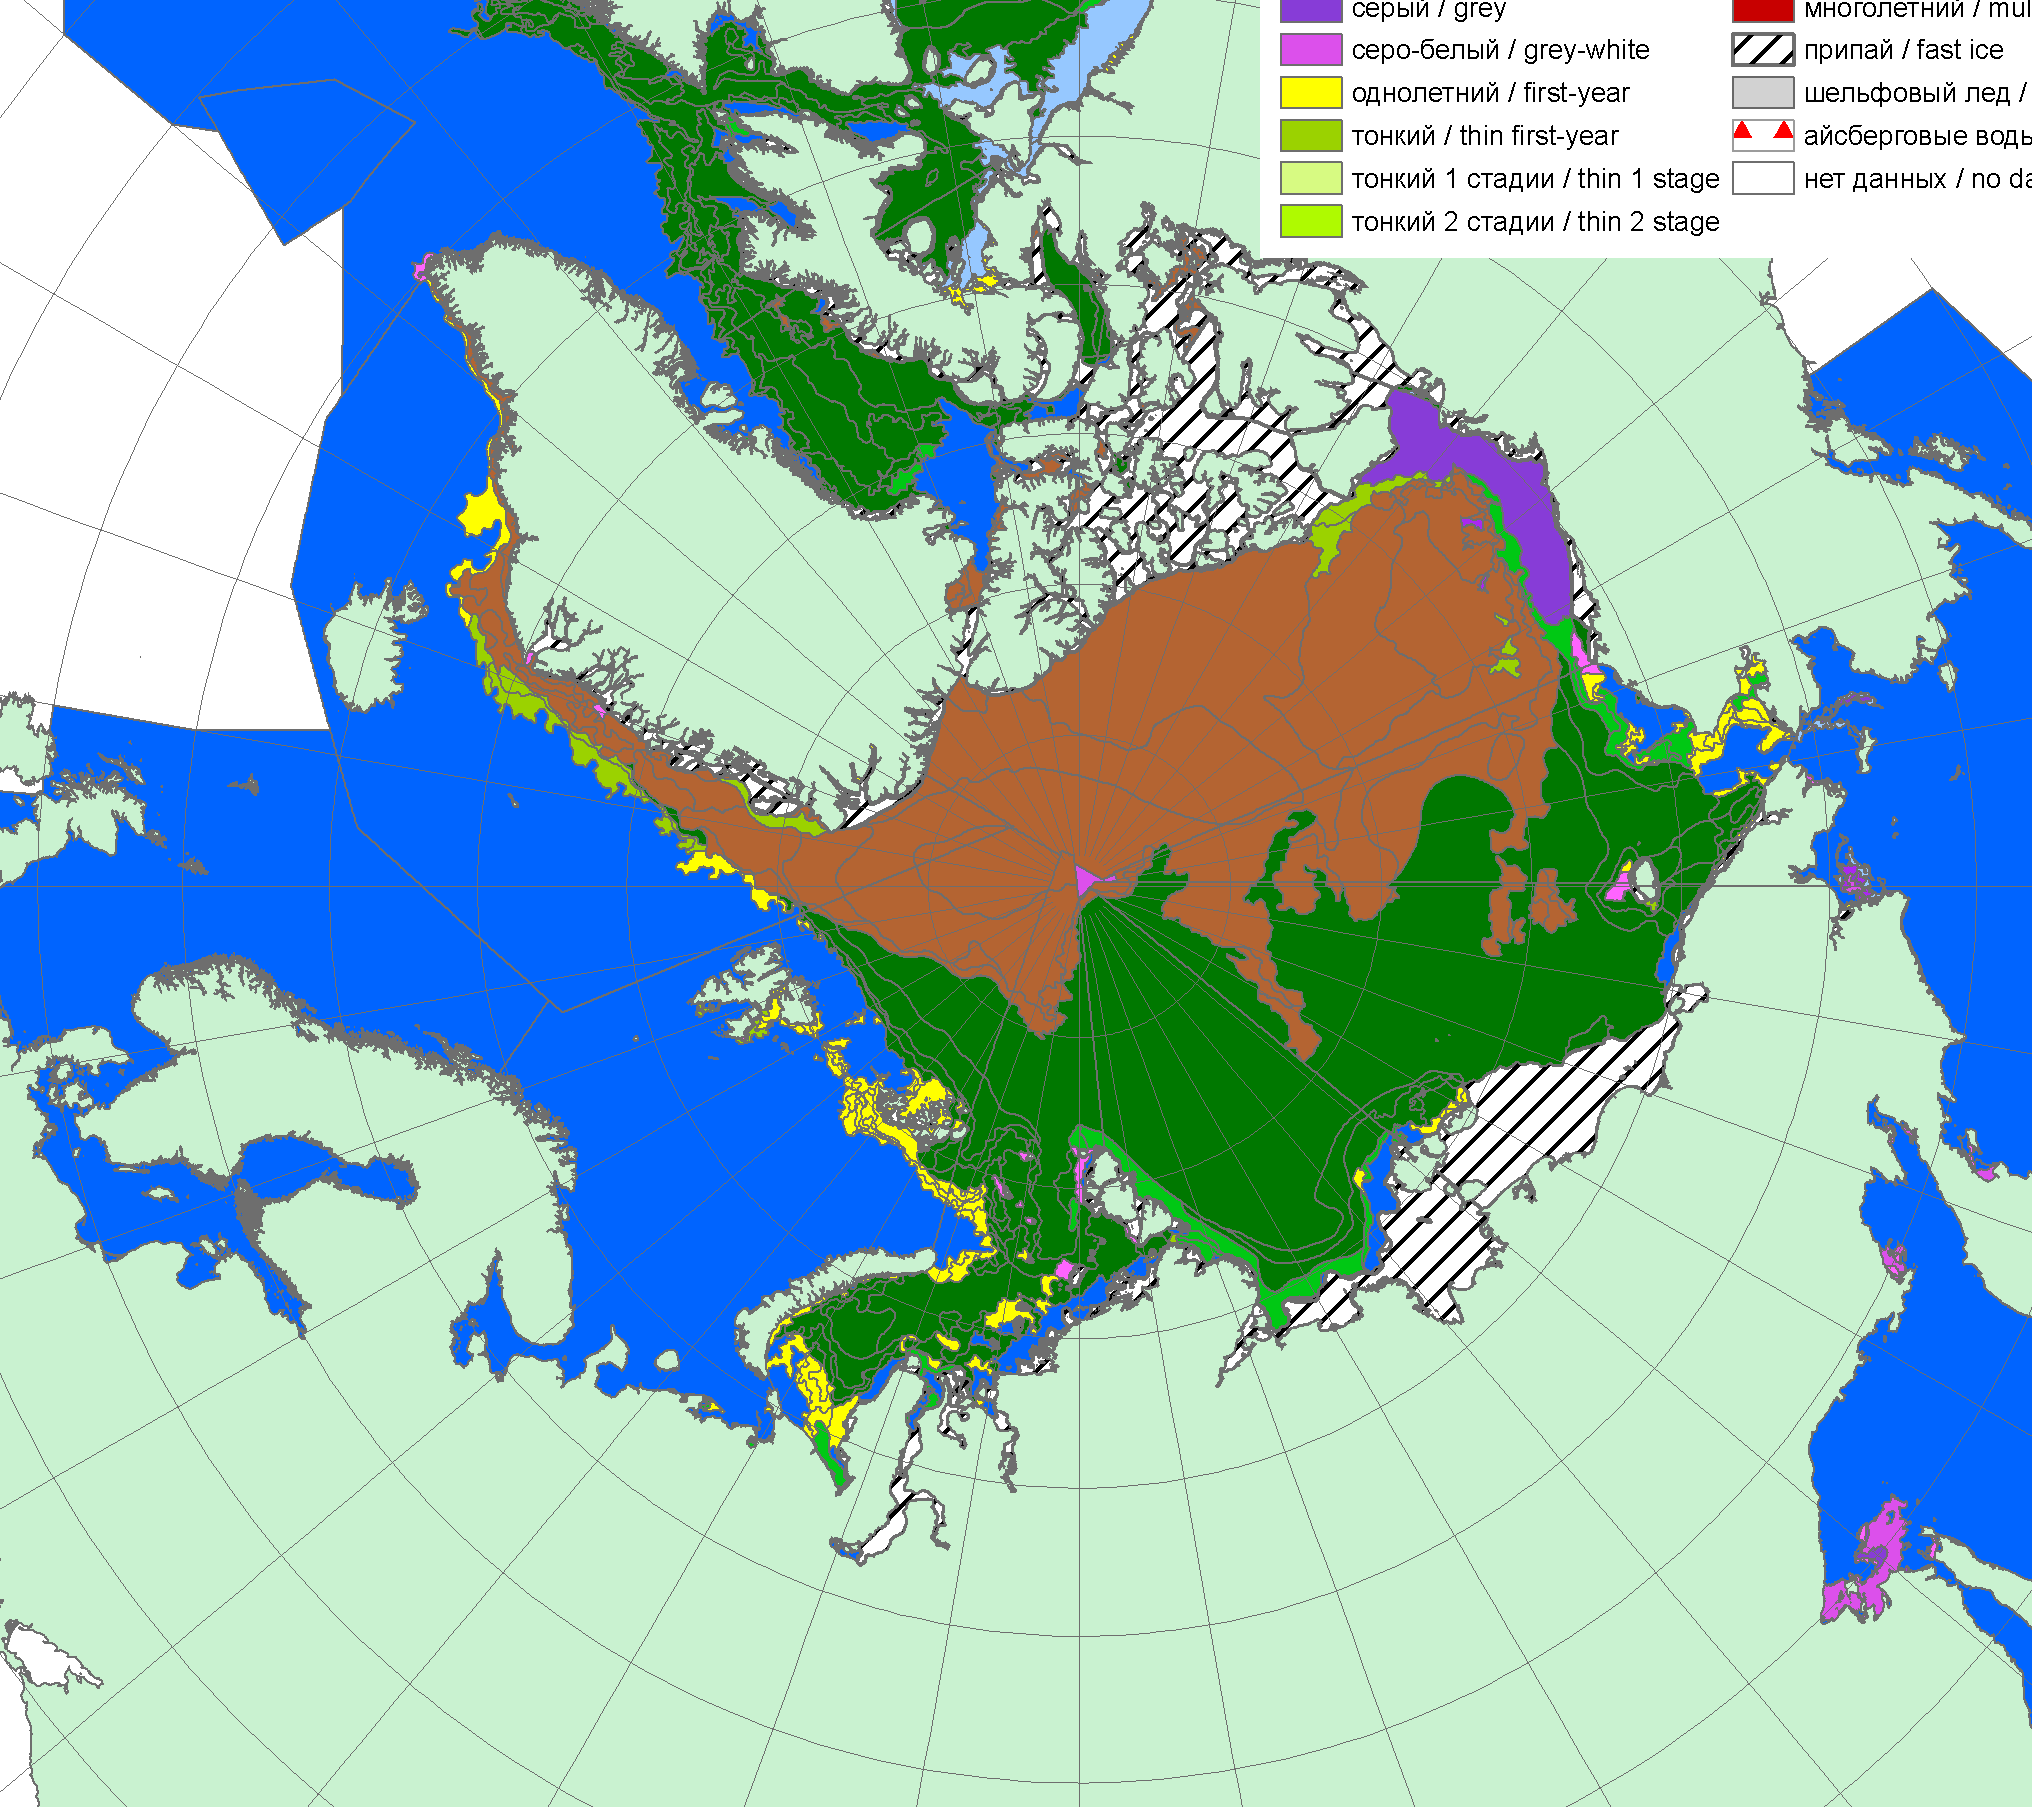 серый / grey
серо-белый / grey-white
однолетний / first-year
тонкий / thin first-year
тонкий 1 стадии / thin 1 stage
тонкий 2 стадии / thin 2 stage
многолетний /
припай / fast ice
шельфовый лед /
айсберговые
нет данных / no